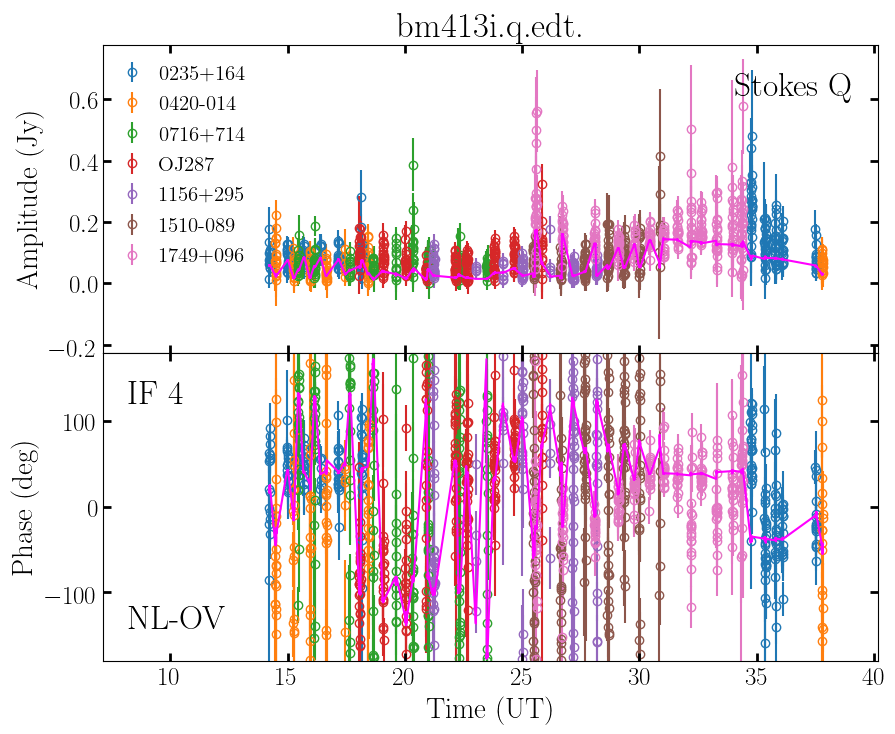 bm413i.q.edt.
Stokes Q
0235+164
0420-014
0716+714
OJ287
1156+295
1510-089
1749+096
Amplitude (Jy)
0.6
0.4
0.2
0.0
−0.2
IF 4
NL-OV
Phase (deg)
100
0
−100
10 15 20 25 30 35 40
Time (UT)